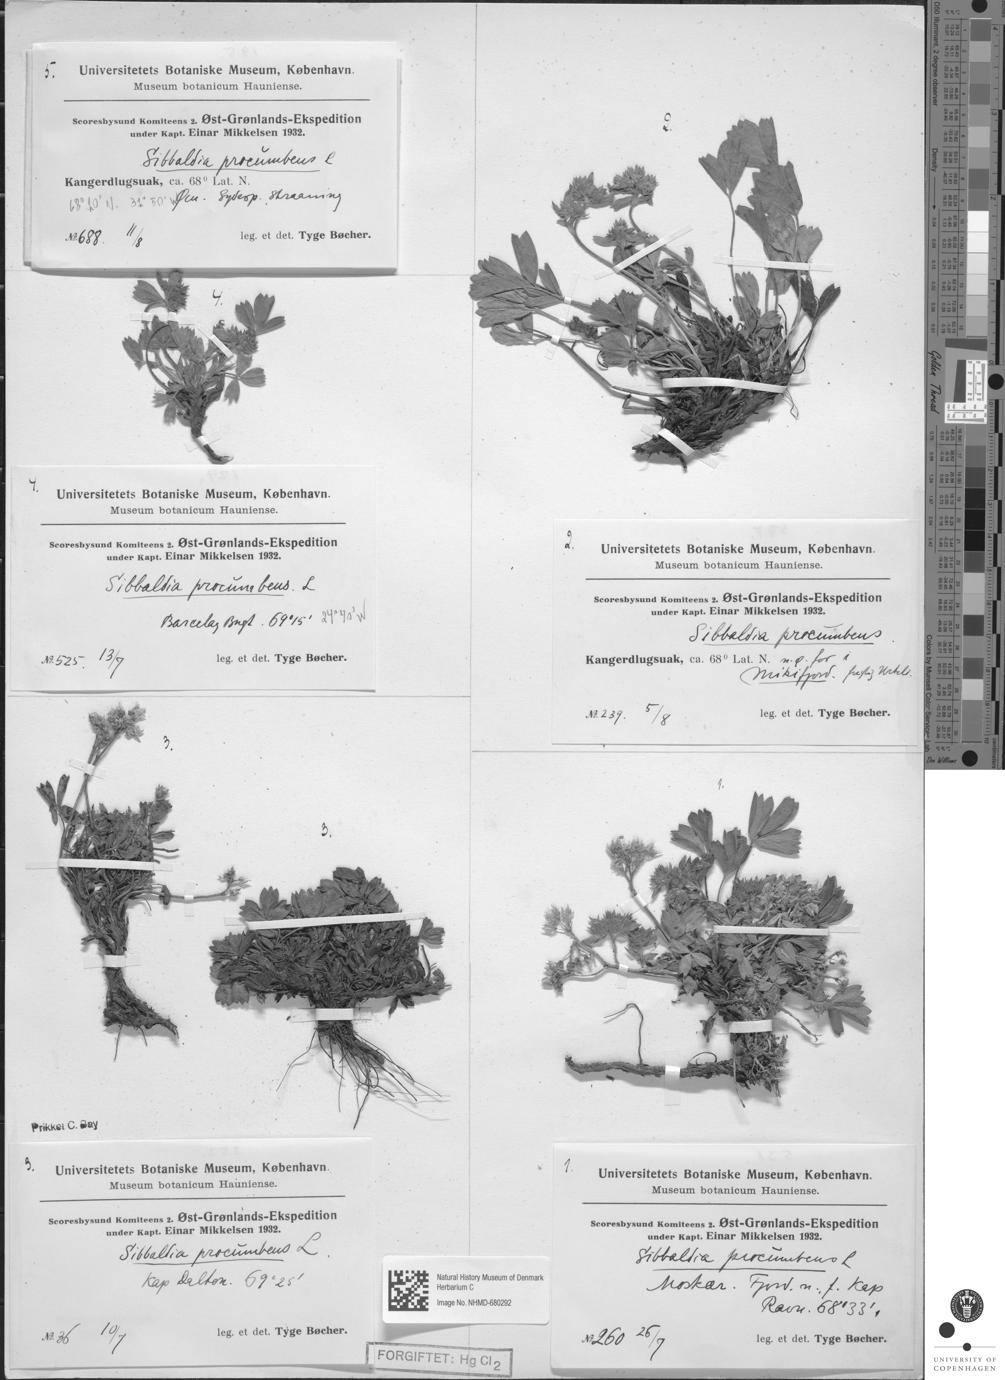 5.
Universitetets Botaniske Museum, København.
Museum botanicum Hauniense.
Scoresbysund Komiteens 2. Øst-Grønlands-Ekspedition
under Kapt. Einar Mikkelsen 1932.
Sibbaldia procumbens L
Kangerdlugsuak, ca. 68° Lat. N.
68°10' N. 31°50' W
№ 688. 11/8 leg. et det. Tyge Bøcher.
4.
4.
Universitetets Botaniske Museum, København.
Museum botanicum Hauniense.
Scoresbysund Komiteens 2. Øst-Grønlands-Ekspedition
under Kapt. Einar Mikkelsen 1932.
Sibbaldia procumbens. L
Barclay Bugt. 69°15' 24°40' W
№ 525. 13/7 leg. et det. Tyge Bøcher.
2.
2.
Universitetets Botaniske Museum, København.
Museum botanicum Hauniense.
Scoresbysund Komiteens 2. Øst-Grønlands-Ekspedition
under Kapt. Einar Mikkelsen 1932.
Sibbaldia procumbens.
Kangerdlugsuak, ca. 68° Lat. N. n. f. for i
Mikifjord.
№ 239. 5/8 leg. et det. Tyge Bøcher.
3.
3.
Prikket C. Bay
3.
Universitetets Botaniske Museum, København.
Museum botanicum Hauniense.
Scoresbysund Komiteens 2. Øst-Grønlands-Ekspedition
under Kapt. Einar Mikkelsen 1932.
Sibbaldia procumbens L.
Kap Dalton. 69°25'
№ 36 10/7 leg. et det. Tyge Bøcher.
Natural History Museum of Denmark
Herbarium C
Image No. NHMD-680292
FORGIFTET: Hg Cl2
1.
1.
Universitetets Botaniske Museum, København.
Museum botanicum Hauniense.
Scoresbysund Komiteens 2. Øst-Grønlands-Ekspedition
under Kapt. Einar Mikkelsen 1932.
Sibbaldia procumbens L
Moskær. Fjord n. f. Kap
Ravn. 68°33'.
№ 260 26/7 leg. et det. Tyge Bøcher.
Golden Thread
UNIVERSITY OF
COPENHAGEN